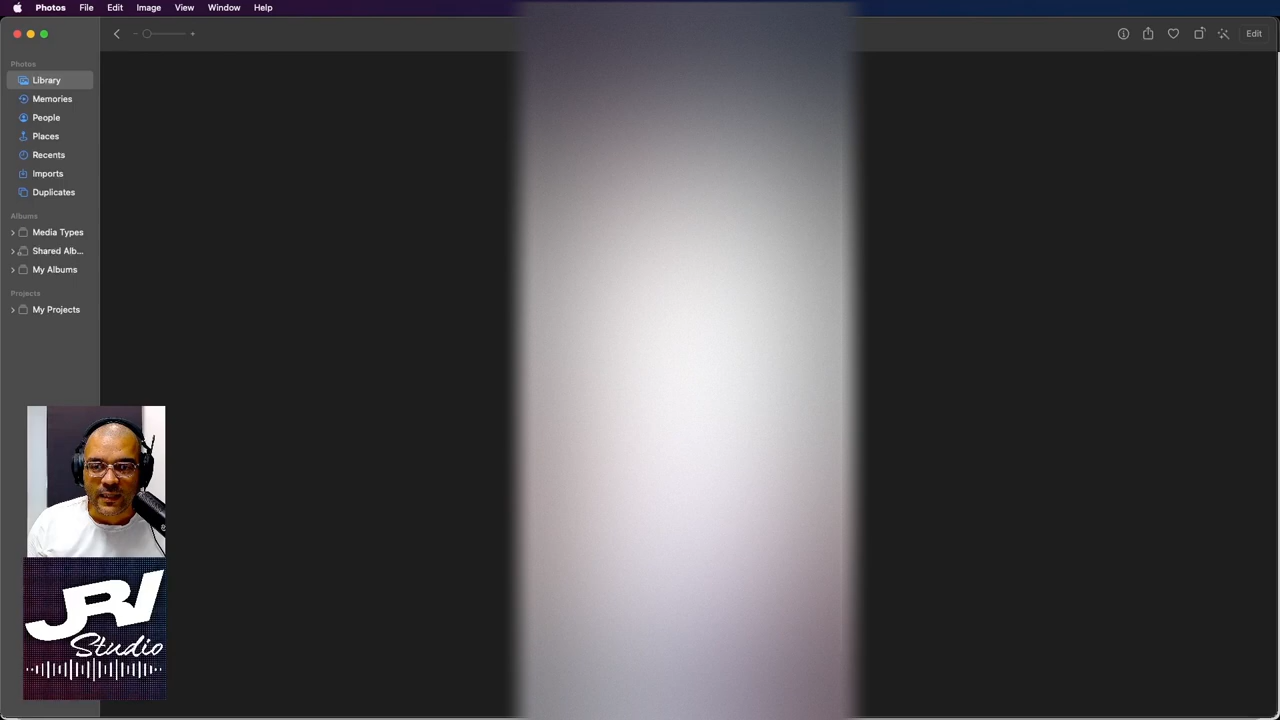 Photos File Edit Image View Window Help
Edit
Photos
Library
Memories
People
Places
Recents
Imports
Duplicates
Albums
Media Types
Shared Alb...
My Albums
Projects
My Projects
JRV
Studio